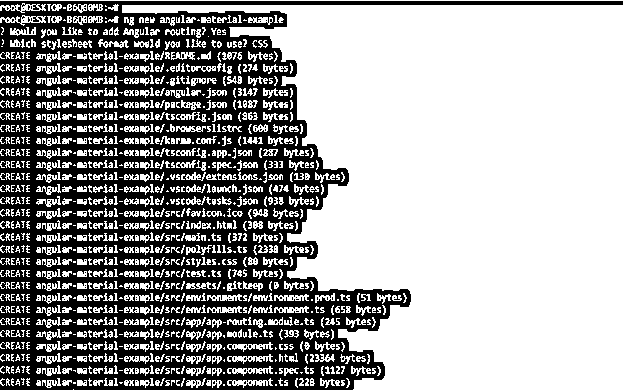 root@DESKTOP-B6Q80MB:~#
root@DESKTOP-B6Q80MB:~# ng new angular-material-example
? Would you like to add Angular routing? Yes
? Which stylesheet format would you like to use? CSS
CREATE angular-material-example/README.md (1076 bytes)
CREATE angular-material-example/.editorconfig (274 bytes)
CREATE angular-material-example/.gitignore (548 bytes)
CREATE angular-material-example/angular.json (3147 bytes)
CREATE angular-material-example/package.json (1087 bytes)
CREATE angular-material-example/tsconfig.json (863 bytes)
CREATE angular-material-example/.browserslistrc (600 bytes)
CREATE angular-material-example/karma.conf.js (1441 bytes)
CREATE angular-material-example/tsconfig.app.json (287 bytes)
CREATE angular-material-example/tsconfig.spec.json (333 bytes)
CREATE angular-material-example/.vscode/extensions.json (130 bytes)
CREATE angular-material-example/.vscode/launch.json (474 bytes)
CREATE angular-material-example/.vscode/tasks.json (938 bytes)
CREATE angular-material-example/src/favicon.ico (948 bytes)
CREATE angular-material-example/src/index.html (308 bytes)
CREATE angular-material-example/src/main.ts (372 bytes)
CREATE angular-material-example/src/polyfills.ts (2338 bytes)
CREATE angular-material-example/src/styles.css (80 bytes)
CREATE angular-material-example/src/test.ts (745 bytes)
CREATE angular-material-example/src/assets/.gitkeep (0 bytes)
CREATE angular-material-example/src/environments/environment.prod.ts (51 bytes)
CREATE angular-material-example/src/environments/environment.ts (658 bytes)
CREATE angular-material-example/src/app/app-routing.module.ts (245 bytes)
CREATE angular-material-example/src/app/app.module.ts (393 bytes)
CREATE angular-material-example/src/app/app.component.css (0 bytes)
CREATE angular-material-example/src/app/app.component.html (23364 bytes)
CREATE angular-material-example/src/app/app.component.spec.ts (1127 bytes)
CREATE angular-material-example/src/app/app.component.ts (228 bytes)